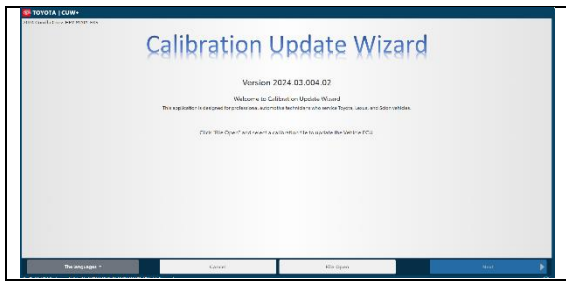 TOYOTA | CUW+
Calibration Update Wizard
Version 2024.03.004.02
Welcome to Calibration Update Wizard
This application is designed for professional automotive technicians who service Toyota, Lexus, and Scion vehicles.
Click "File Open" and select a calibration file to update the Vehicle ECU
Languages
Cancel
File Open
Next